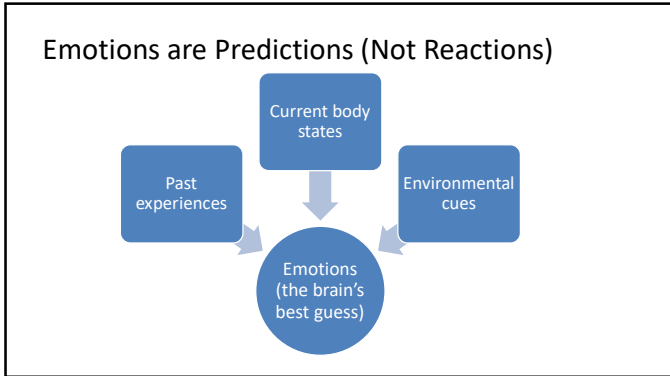 Emotions are Predictions (Not Reactions)
Current body
states
Past
experiences
Environmental
cues
Emotions
(the brain's
best guess)